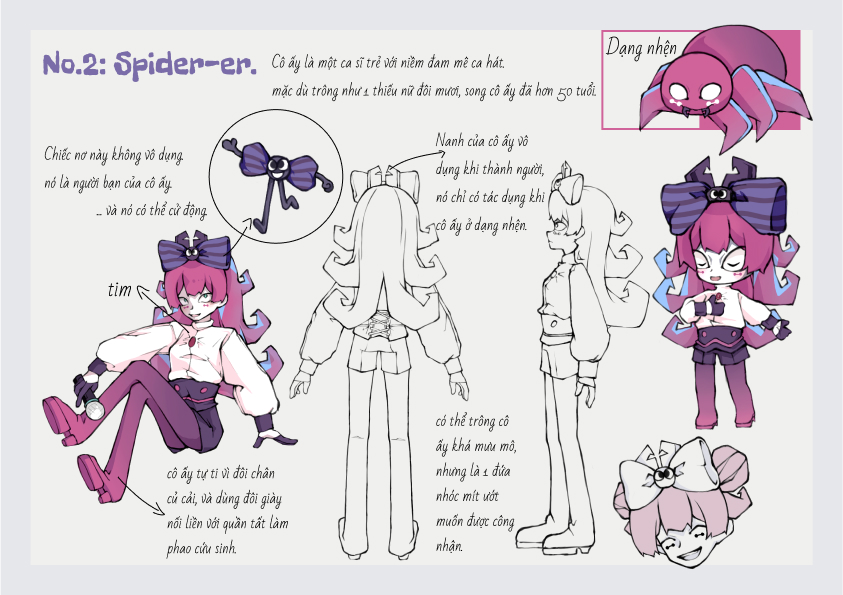 No.2: Spider-er.
Cô ấy là một ca sĩ trẻ với niềm đam mê ca hát.
mặc dù trông như 1 thiếu nữ đôi mươi, song cô ấy đã hơn 50 tuổi.
Dạng nhện
Chiếc nơ này không vô dụng.
nó là người bạn của cô ấy.
... và nó có thể cử động.
Nanh của cô ấy vô
dụng khi thành người,
nó chỉ có tác dụng khi
cô ấy ở dạng nhện.
tim
cô ấy tự ti vì đôi chân
củ cải, và dùng đôi giày
nối liền với quần tất làm
phao cứu sinh.
có thể trông cô
ấy khá mưu mô,
nhưng là 1 đứa
nhóc mít ướt
muốn được công
nhận.